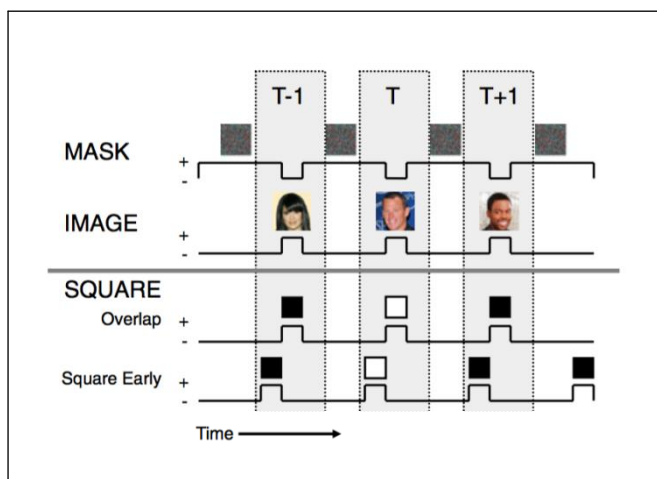 T-1 T T+1
MASK
+
-
IMAGE
+
-
SQUARE
Overlap
+
-
Square Early
+
-
Time